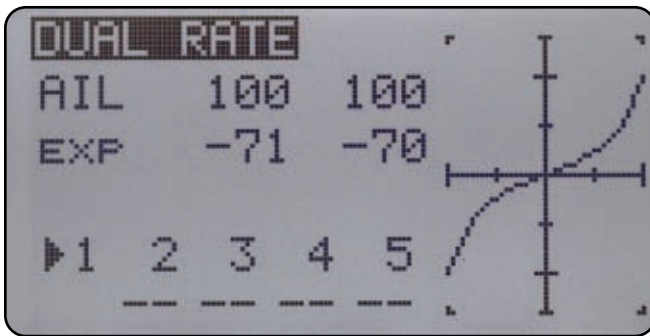 DUAL RATE
AIL 100 100
EXP -71 -70
▶1 2 3 4 5
-- -- -- --